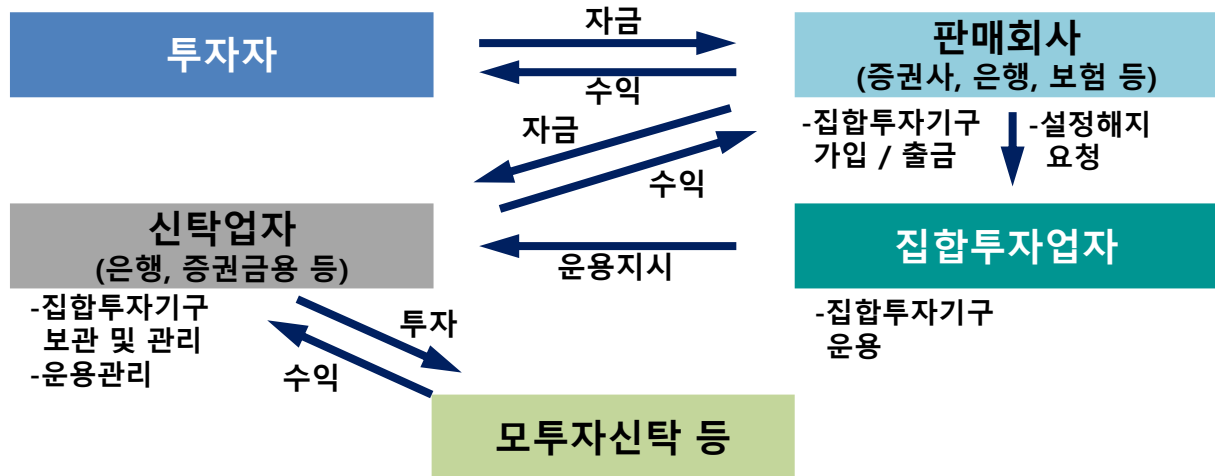 투자자
자금
수익
판매회사
(증권사, 은행, 보험 등)
-집합투자기구
가입 / 출금
-설정해지
요청
자금
수익
신탁업자
(은행, 증권금융 등)
운용지시
집합투자업자
-집합투자기구
보관 및 관리
-운용관리
투자
수익
-집합투자기구
운용
모투자신탁 등